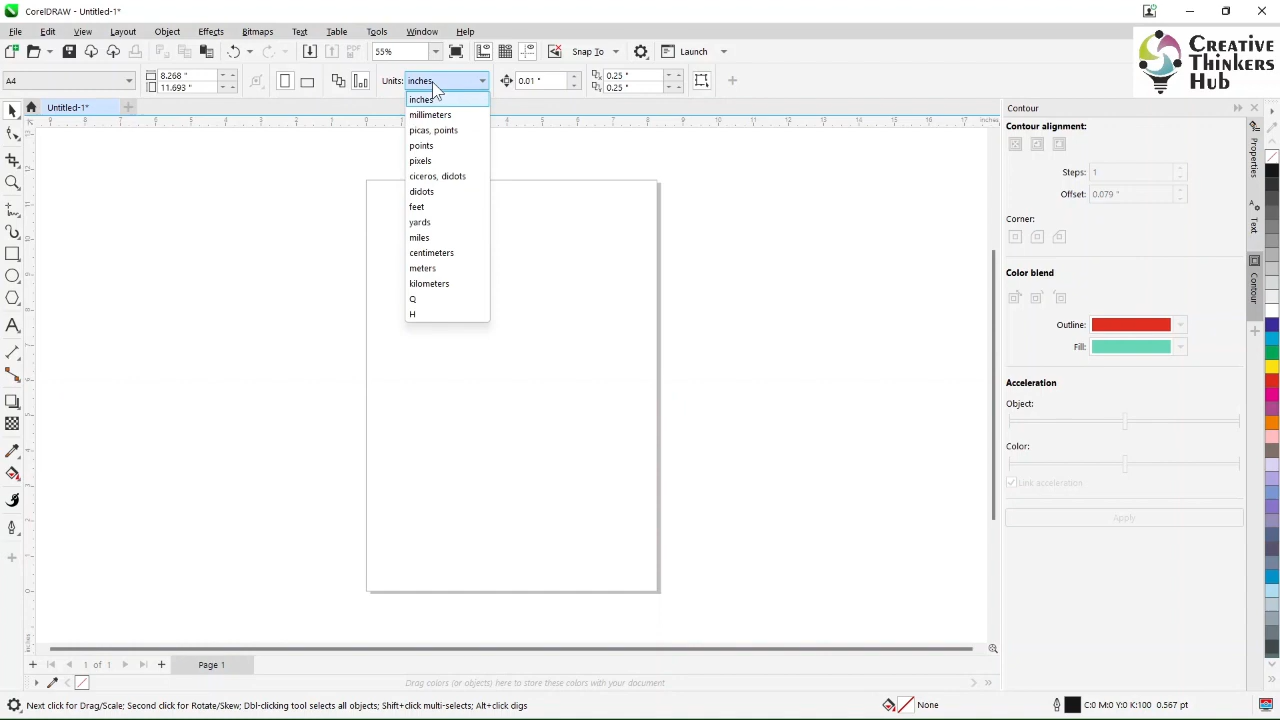 CorelDRAW - Untitled-1*
File Edit View Layout Object Effects Bitmaps Text Table Tools Window Help
PDF 55% Snap To Launch
A4 8.268 " 11.693 " Units: inches 0.01 " 0.25 " 0.25 "
CREATIVE
THINKERS
HUB
Untitled-1*
inches
millimeters
picas, points
points
pixels
ciceros, didots
didots
feet
yards
miles
centimeters
meters
kilometers
Q
H
Contour
Contour alignment:
Steps: 1
Offset: 0.079 "
Corner:
Color blend
Outline:
Fill:
Acceleration
Object:
Color:
Link acceleration
Apply
Properties
Text
Contour
1 of 1 Page 1
Drag colors (or objects) here to store these colors with your document
Next click for Drag/Scale: Second click for Rotate/Skew; Dbl-clicking tool selects all objects; Shift+click multi-selects; Alt+click digs
None C:0 M:0 Y:0 K:100 0.567 pt